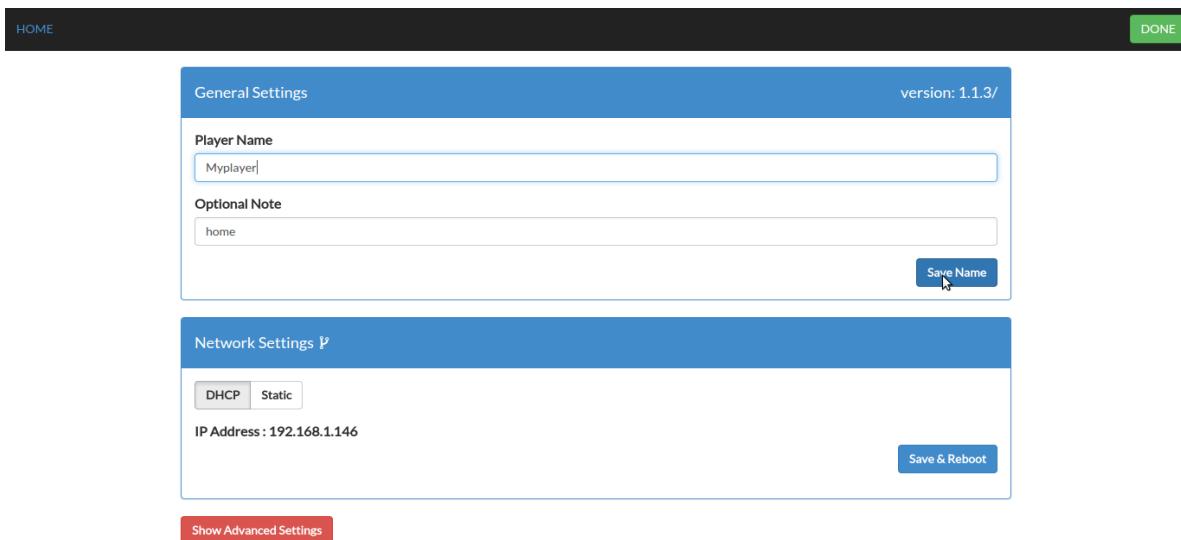 HOME DONE
General Settings version: 1.1.3/
Player Name
Myplayer
Optional Note
home
Save Name
Network Settings
DHCP Static
IP Address : 192.168.1.146
Save & Reboot
Show Advanced Settings